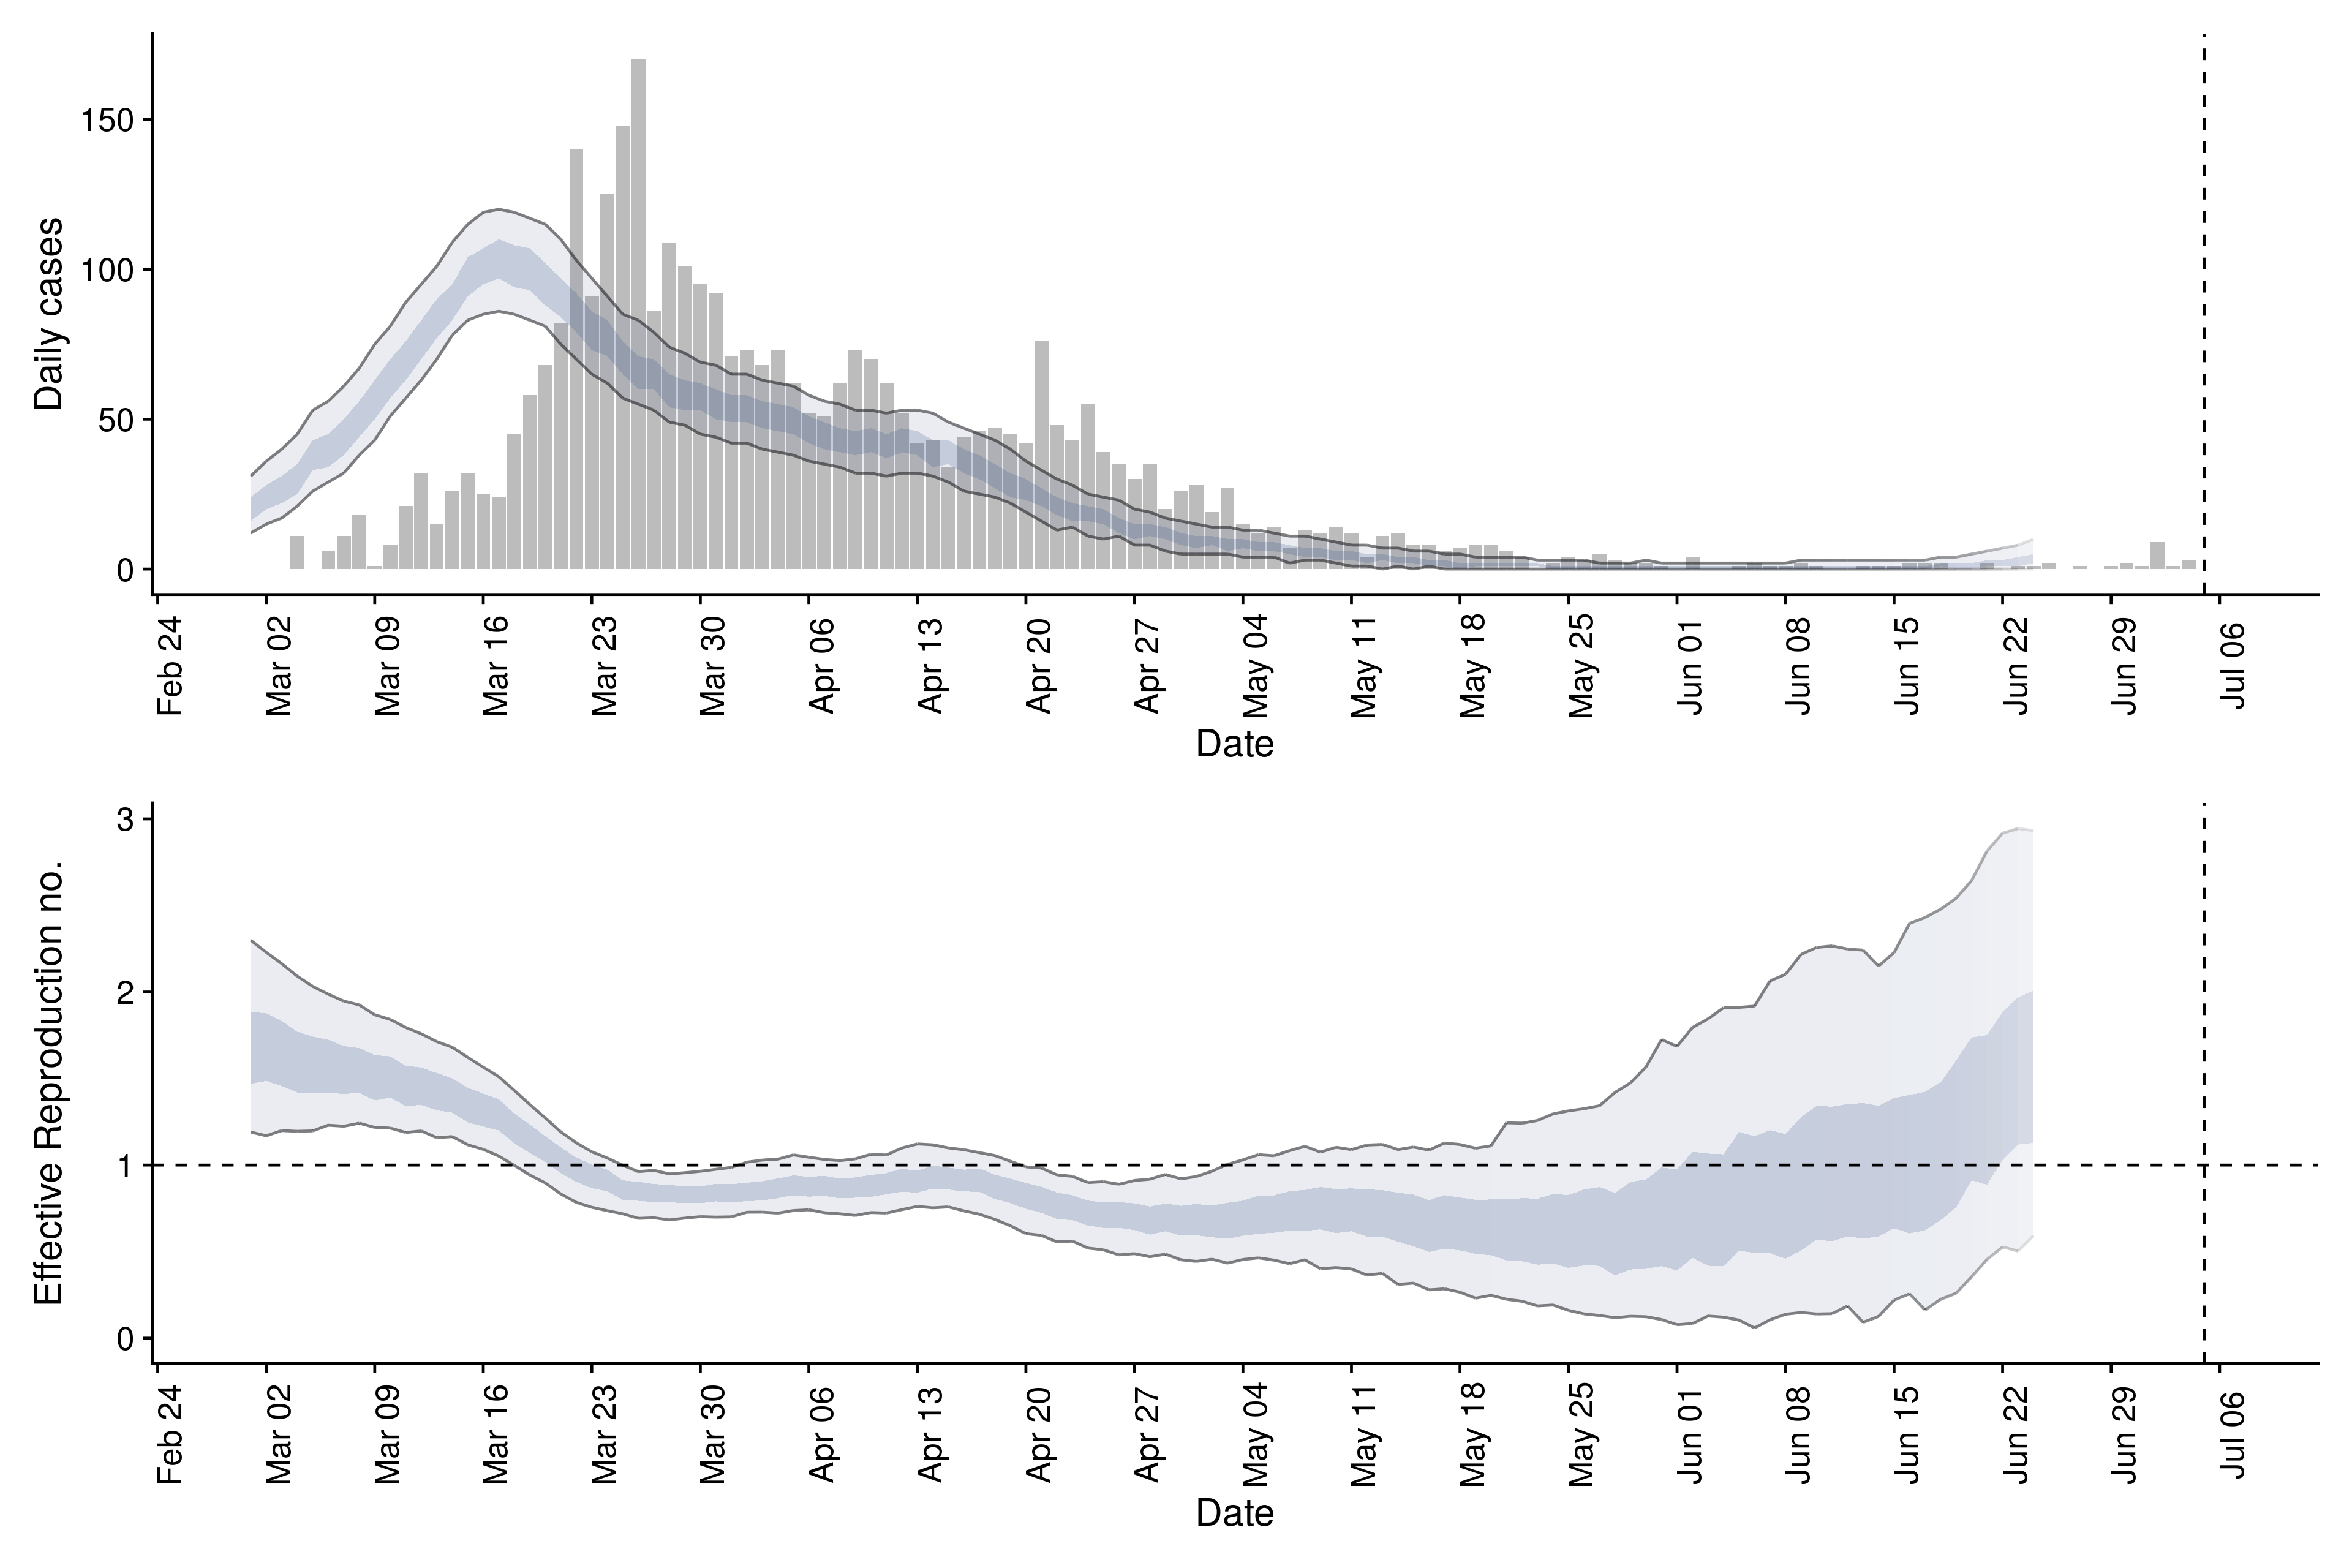 Daily cases
150
100
50
0
Feb 24
Mar 02
Mar 09
Mar 16
Mar 23
Mar 30
Apr 06
Apr 13
Apr 20
Apr 27
May 04
May 11
May 18
May 25
Jun 01
Jun 08
Jun 15
Jun 22
Jun 29
Jul 06
Date
Effective Reproduction no.
3
2
1
0
Feb 24
Mar 02
Mar 09
Mar 16
Mar 23
Mar 30
Apr 06
Apr 13
Apr 20
Apr 27
May 04
May 11
May 18
May 25
Jun 01
Jun 08
Jun 15
Jun 22
Jun 29
Jul 06
Date